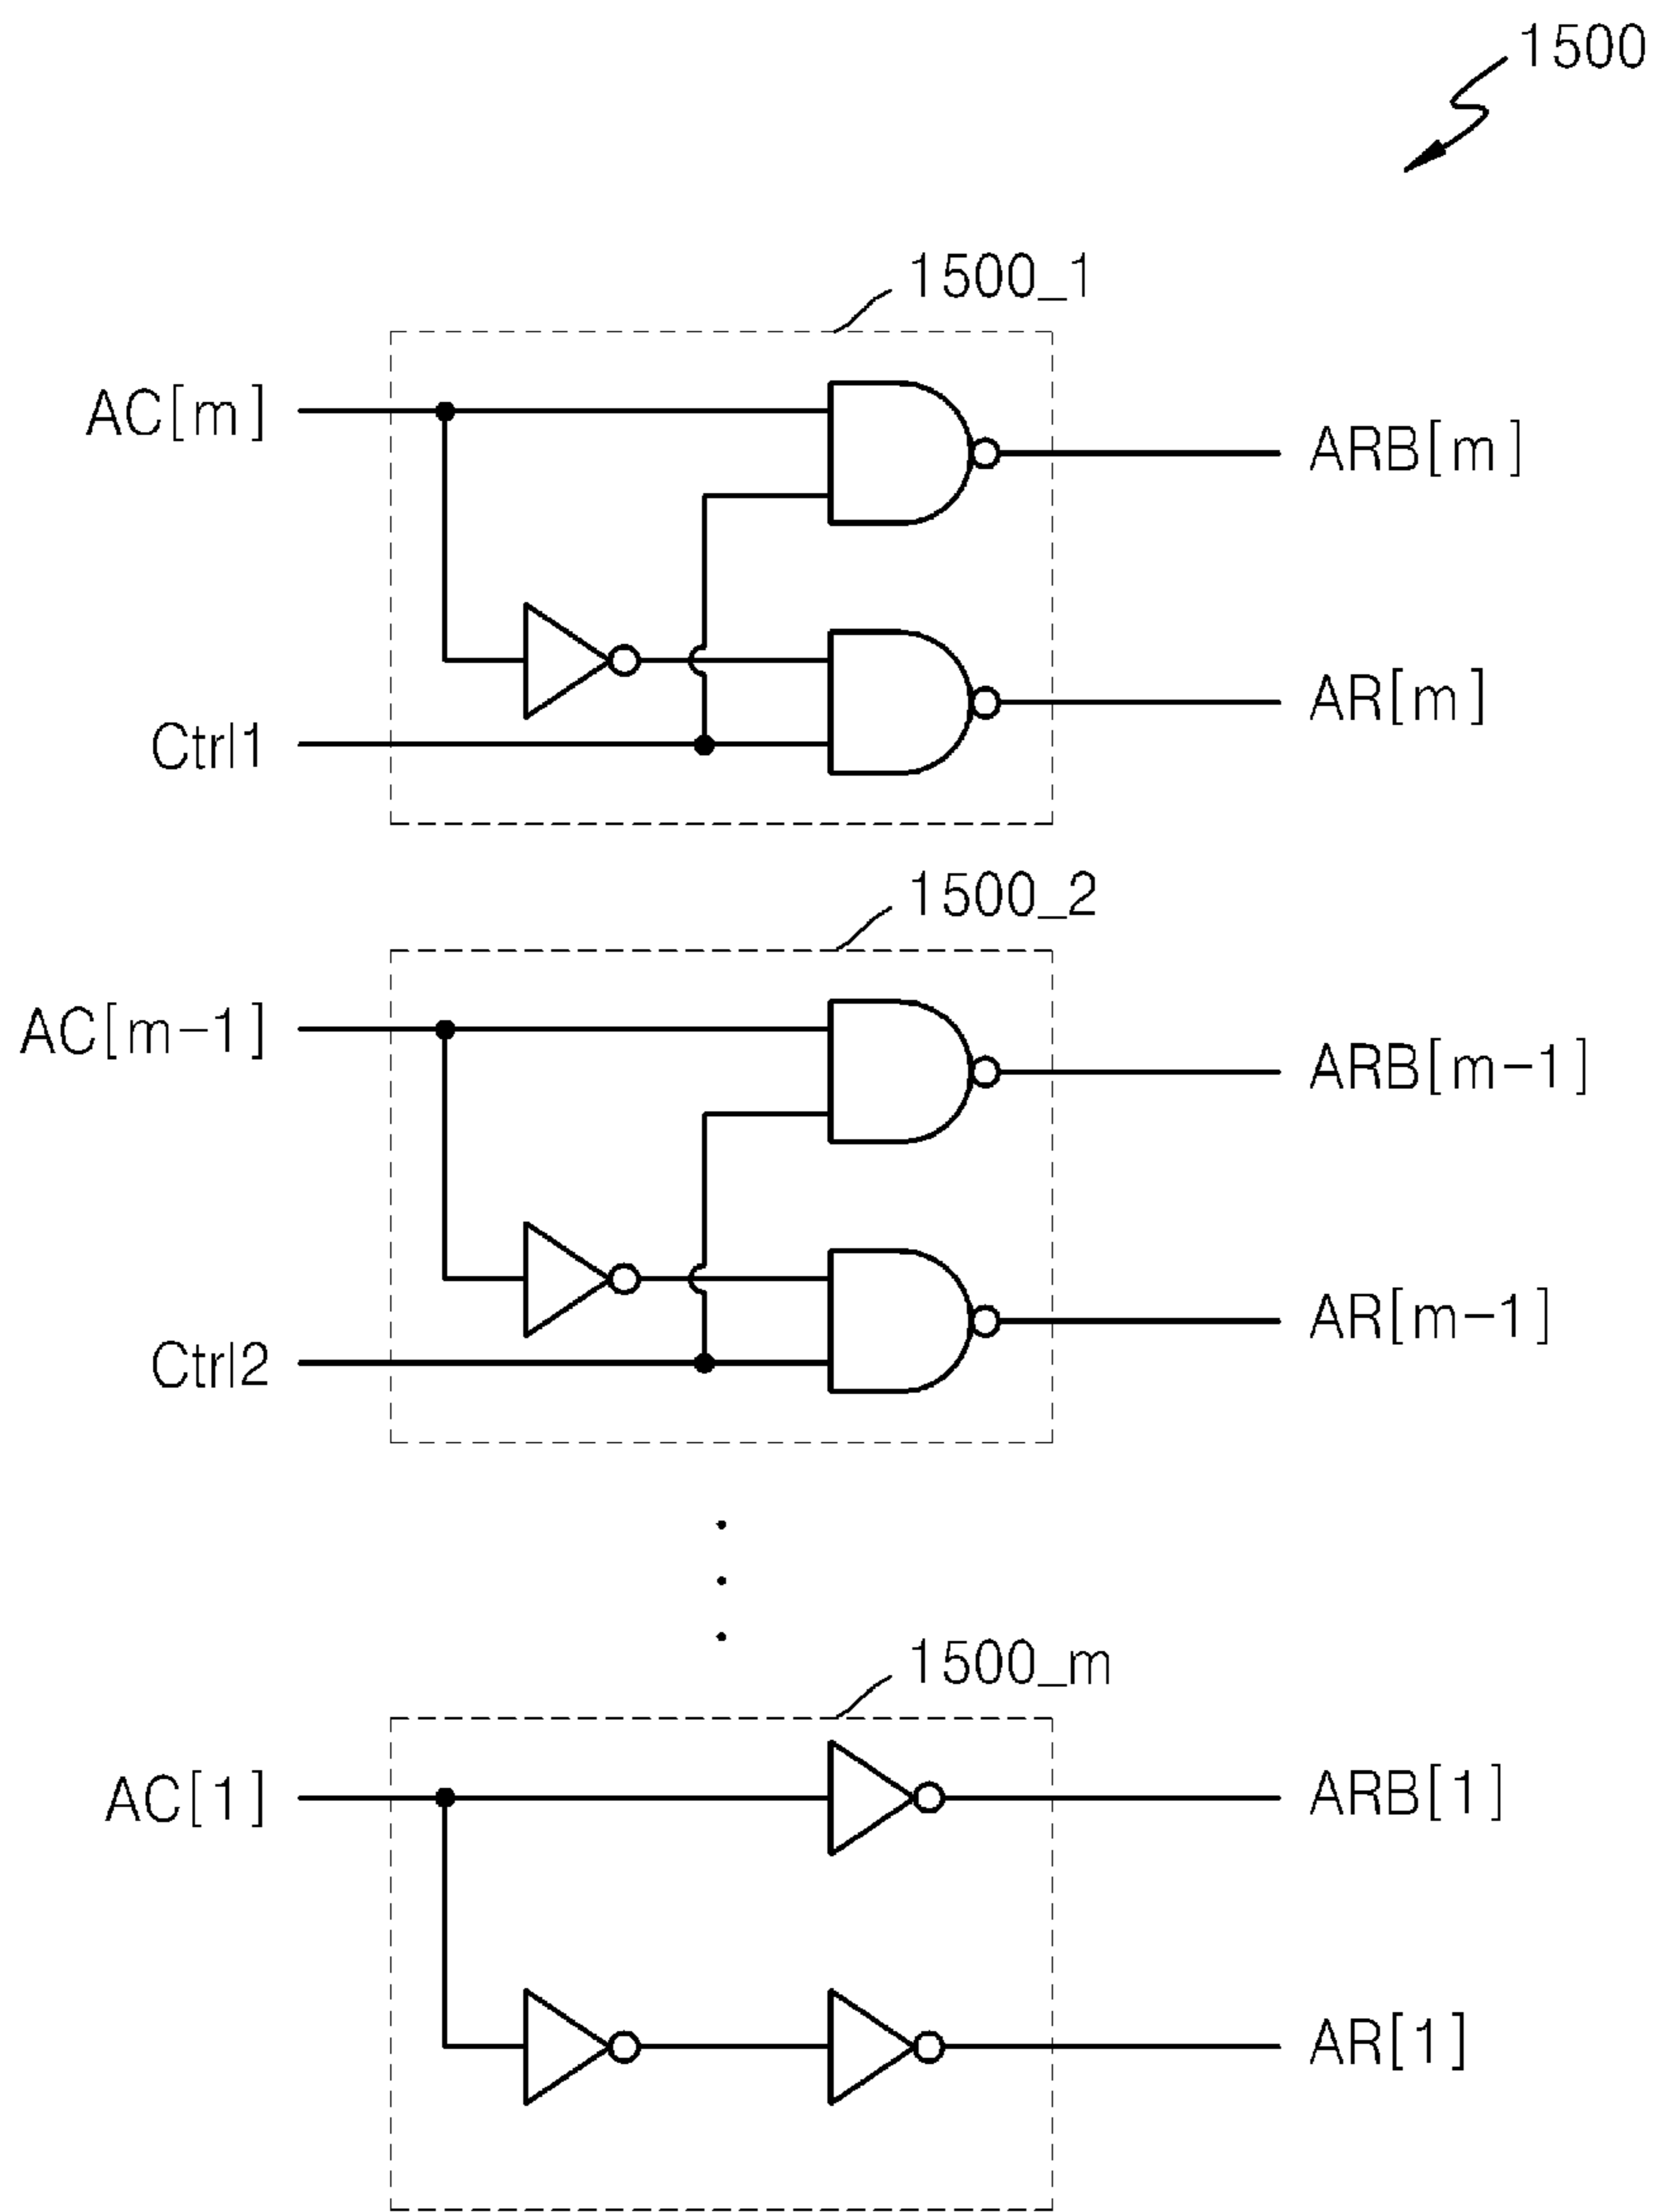 1500
1500_1
AC[m]
ARB[m]
AR[m]
Ctrl1
1500_2
AC[m-1]
ARB[m-1]
AR[m-1]
Ctrl2
1500_m
AC[1]
ARB[1]
AR[1]